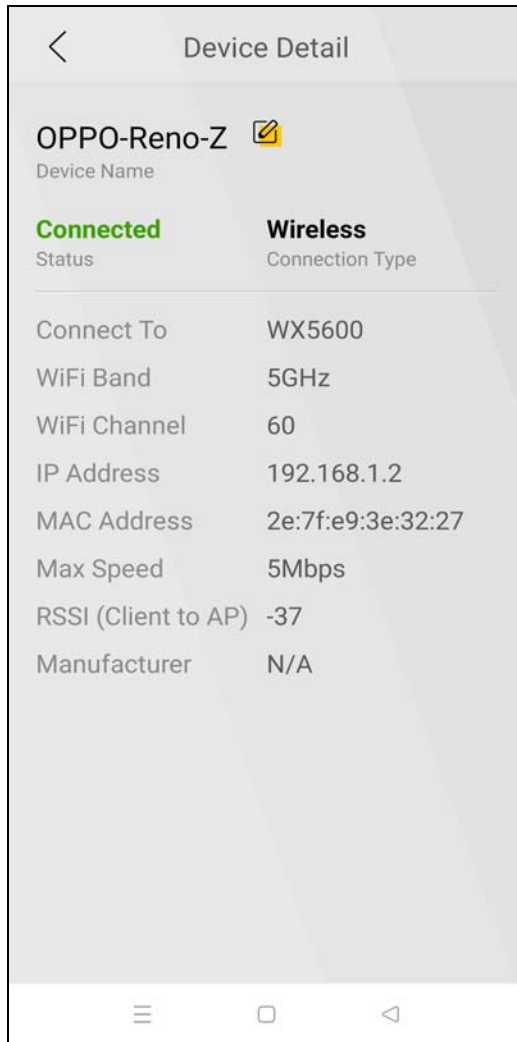 Device Detail
OPPO-Reno-Z
Device Name
Connected Wireless
Status Connection Type
Connect To WX5600
WiFi Band 5GHz
WiFi Channel 60
IP Address 192.168.1.2
MAC Address 2e:7f:e9:3e:32:27
Max Speed 5Mbps
RSSI (Client to AP) -37
Manufacturer N/A